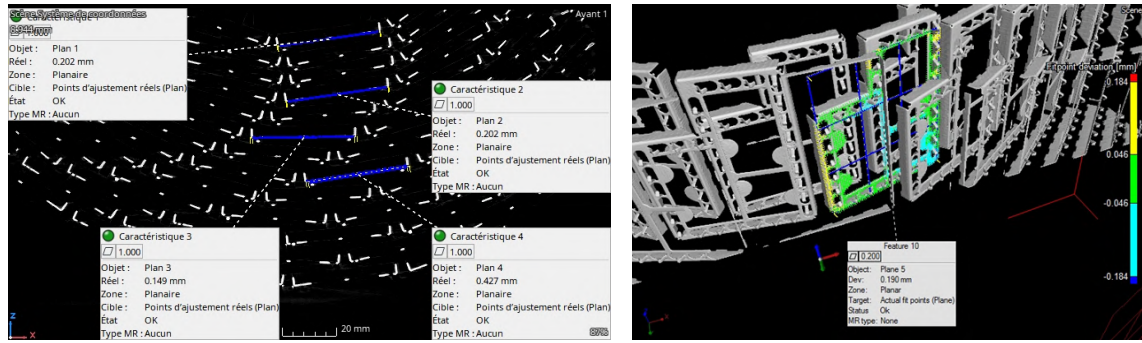 Scène Système de coordonnées
Caractéristique 1
1.000
Objet : Plan 1
Réel : 0.202 mm
Zone : Planaire
Cible : Points d'ajustement réels (Plan)
État OK
Type MR : Aucun
Avant 1
Caractéristique 2
1.000
Objet : Plan 2
Réel : 0.202 mm
Zone : Planaire
Cible : Points d'ajustement réels (Plan)
État OK
Type MR : Aucun
Caractéristique 3
1.000
Objet : Plan 3
Réel : 0.149 mm
Zone : Planaire
Cible : Points d'ajustement réels (Plan)
État OK
Type MR : Aucun
Caractéristique 4
1.000
Objet : Plan 4
Réel : 0.427 mm
Zone : Planaire
Cible : Points d'ajustement réels (Plan)
État OK
Type MR : Aucun
z
x
20 mm
87%
Fitpoint deviation [mm]
0.184
0.046
-0.046
-0.184
Feature 10
0.200
Object: Plane 5
Dev: 0.190 mm
Zone: Planar
Target: Actual fit points (Plane)
Status Ok
MR type: None